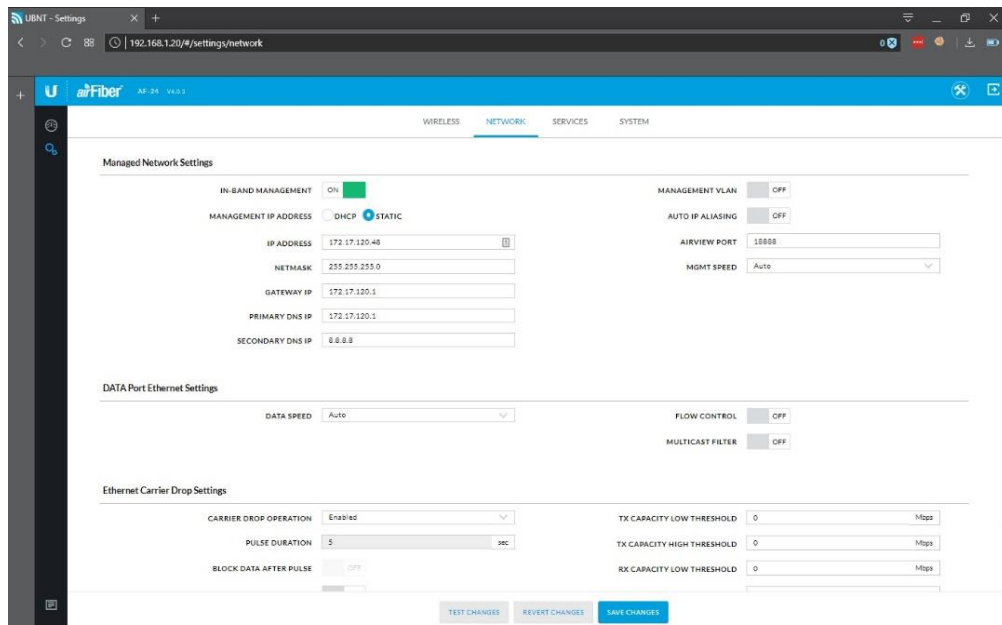 UBNT - Settings
192.168.1.20/#/settings/network
0
airFiber AF-24 V4.0.3
WIRELESS NETWORK SERVICES SYSTEM
Managed Network Settings
IN-BAND MANAGEMENT ON
MANAGEMENT VLAN OFF
MANAGEMENT IP ADDRESS DHCP STATIC
AUTO IP ALIASING OFF
IP ADDRESS 172.17.120.48
AIRVIEW PORT 18888
NETMASK 255.255.255.0
MGMT SPEED Auto
GATEWAY IP 172.17.120.1
PRIMARY DNS IP 172.17.120.1
SECONDARY DNS IP 8.8.8.8
DATA Port Ethernet Settings
DATA SPEED Auto
FLOW CONTROL OFF
MULTICAST FILTER OFF
Ethernet Carrier Drop Settings
CARRIER DROP OPERATION Enabled
TX CAPACITY LOW THRESHOLD 0 Mbps
PULSE DURATION 5 sec
TX CAPACITY HIGH THRESHOLD 0 Mbps
BLOCK DATA AFTER PULSE OFF
RX CAPACITY LOW THRESHOLD 0 Mbps
TEST CHANGES REVERT CHANGES SAVE CHANGES